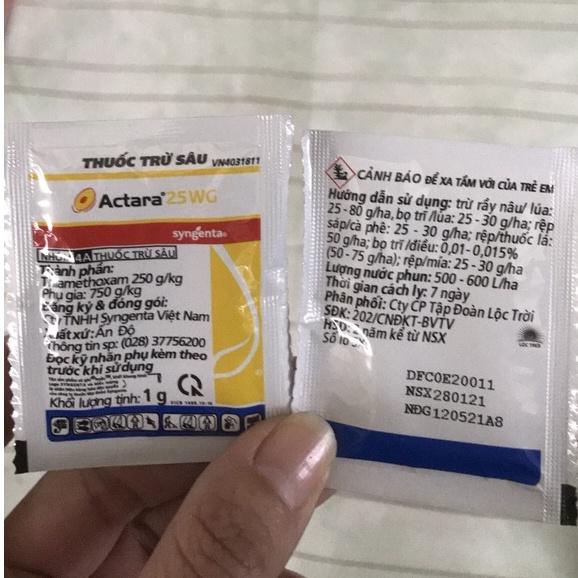 THUỐC TRỪ SÂU VN4031811
Actara® 25 WG
syngenta®
4A THUỐC TRỪ SÂU
Thành phần:
Thiamethoxam 250 g/kg
Phụ gia: 750 g/kg
Đăng ký & đóng gói:
Cty TNHH Syngenta Việt Nam
Xuất xứ: Ấn Độ
Thông tin sp: (028) 37756200
Đọc kỹ nhãn phụ kèm theo
trước khi sử dụng
Khối lượng tịnh: 1 g
CẢNH BÁO ĐỂ XA TẦM VỚI CỦA TRẺ EM
Hướng dẫn sử dụng: trừ rầy nâu/ lúa:
25 - 80 g/ha, bọ trĩ /lúa: 25 - 30 g/ha; rệp
sáp/cà phê: 25 - 30 g/ha; rệp/thuốc lá:
50 g/ha; bọ trĩ /điều: 0,01 - 0,015%
(50 - 75 g/ha); rệp/mía: 25 - 30 g/ha
Lượng nước phun: 500 - 600 L/ha
Thời gian cách ly: 7 ngày
Phân phối: Cty CP Tập Đoàn Lộc Trời
SĐK: 202/CNĐKT-BVTV
HSD: năm kể từ NSX
Số lô
LỘC TRỜI
DFC0E20011
NSX280121
NĐG120521A8